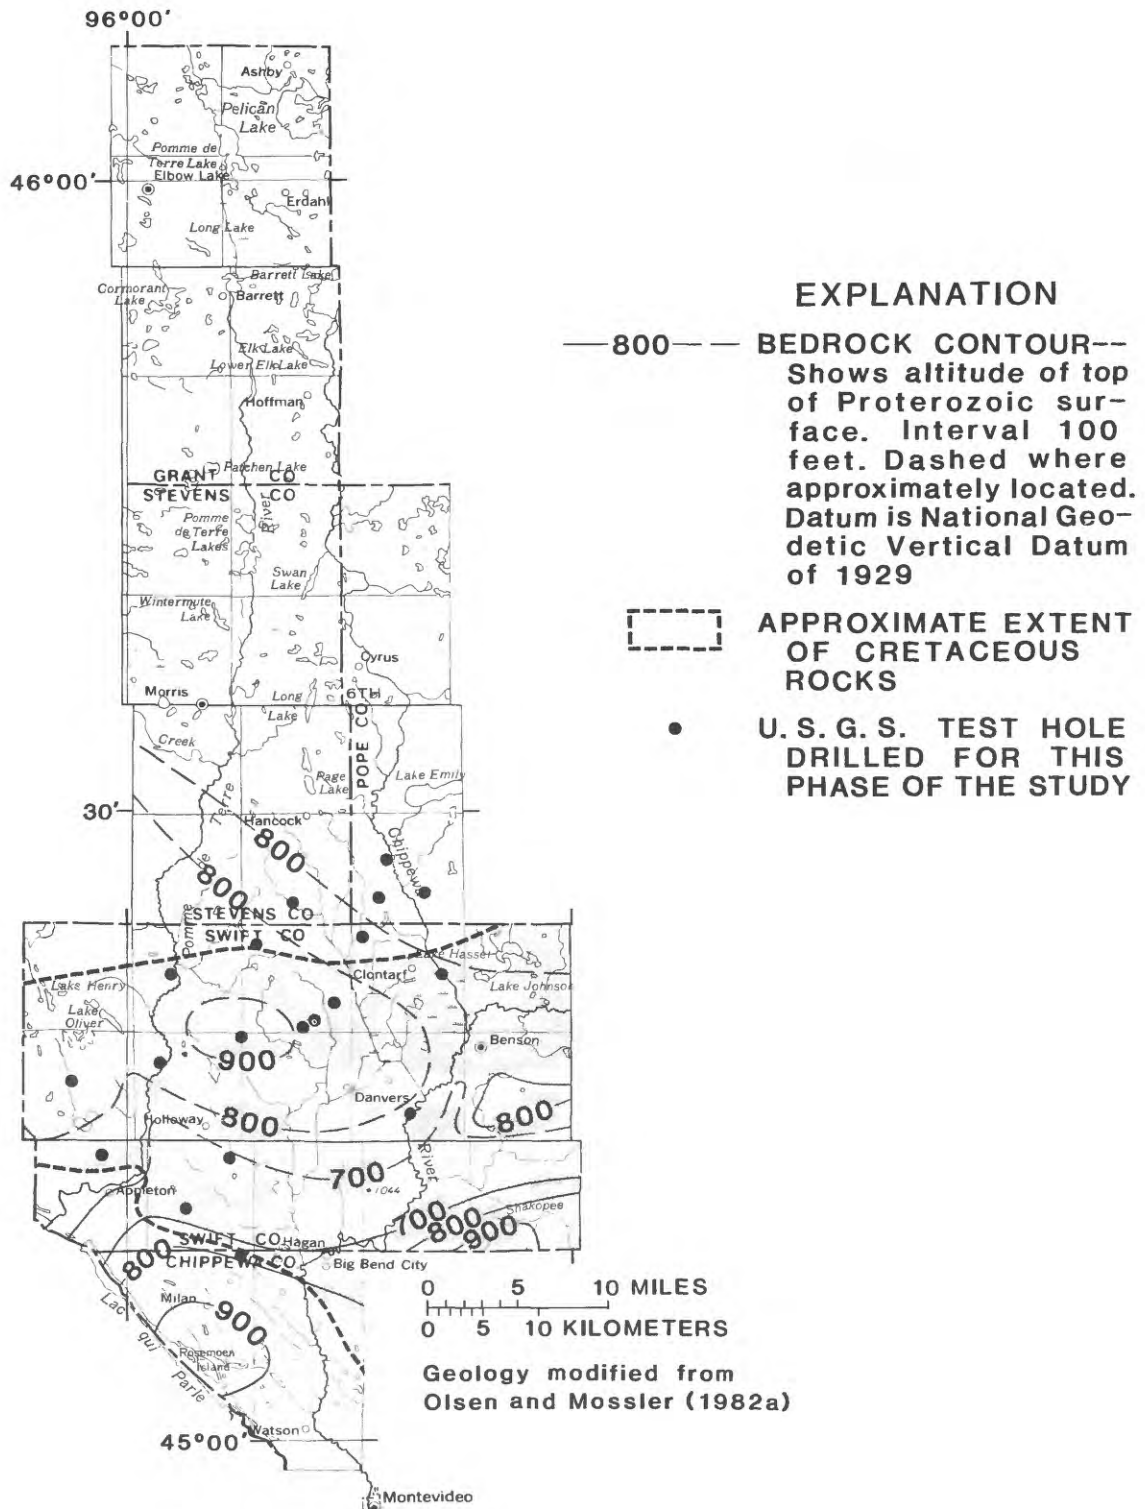 96°00'
Ashby
Pelican
Lake
Pomme de
Terre Lake
46°00'
Elbow Lake
Erdahl
Long Lake
Barrett Lake
Cormorant
Lake
Barrett
Elk Lake
Lower Elk Lake
Hoffman
Patchen Lake
GRANT CO
STEVENS CO
River
Pomme
de Terre
Lakes
Swan
Lake
Wintermute
Lake
Cyrus
Morris
Long
Lake
6TH
POPE CO
Creek
Page
Lake
Lake Emily
Terre
30'
Hancock
Chippewa
800
800
de
Pomme
STEVENS CO
SWIFT CO
Lake Hassel
Clontarf
Lake Henry
Lake Johnson
Lake
Oliver
Benson
900
Danvers
800
Holloway
800
700
River
1044
Appleton
700
800
900
Shakopee
SWIFT CO
Hagan
CHIPPEWA CO
Big Bend City
800
Milan
900
Lac
qui
Parle
Rosemoen
Island
Watson
45°00'
Montevideo
EXPLANATION
—800— — BEDROCK CONTOUR--
Shows altitude of top
of Proterozoic sur-
face. Interval 100
feet. Dashed where
approximately located.
Datum is National Geo-
detic Vertical Datum
of 1929
APPROXIMATE EXTENT
OF CRETACEOUS
ROCKS
U.S.G.S. TEST HOLE
DRILLED FOR THIS
PHASE OF THE STUDY
0 5 10 MILES
0 5 10 KILOMETERS
Geology modified from
Olsen and Mossler (1982a)